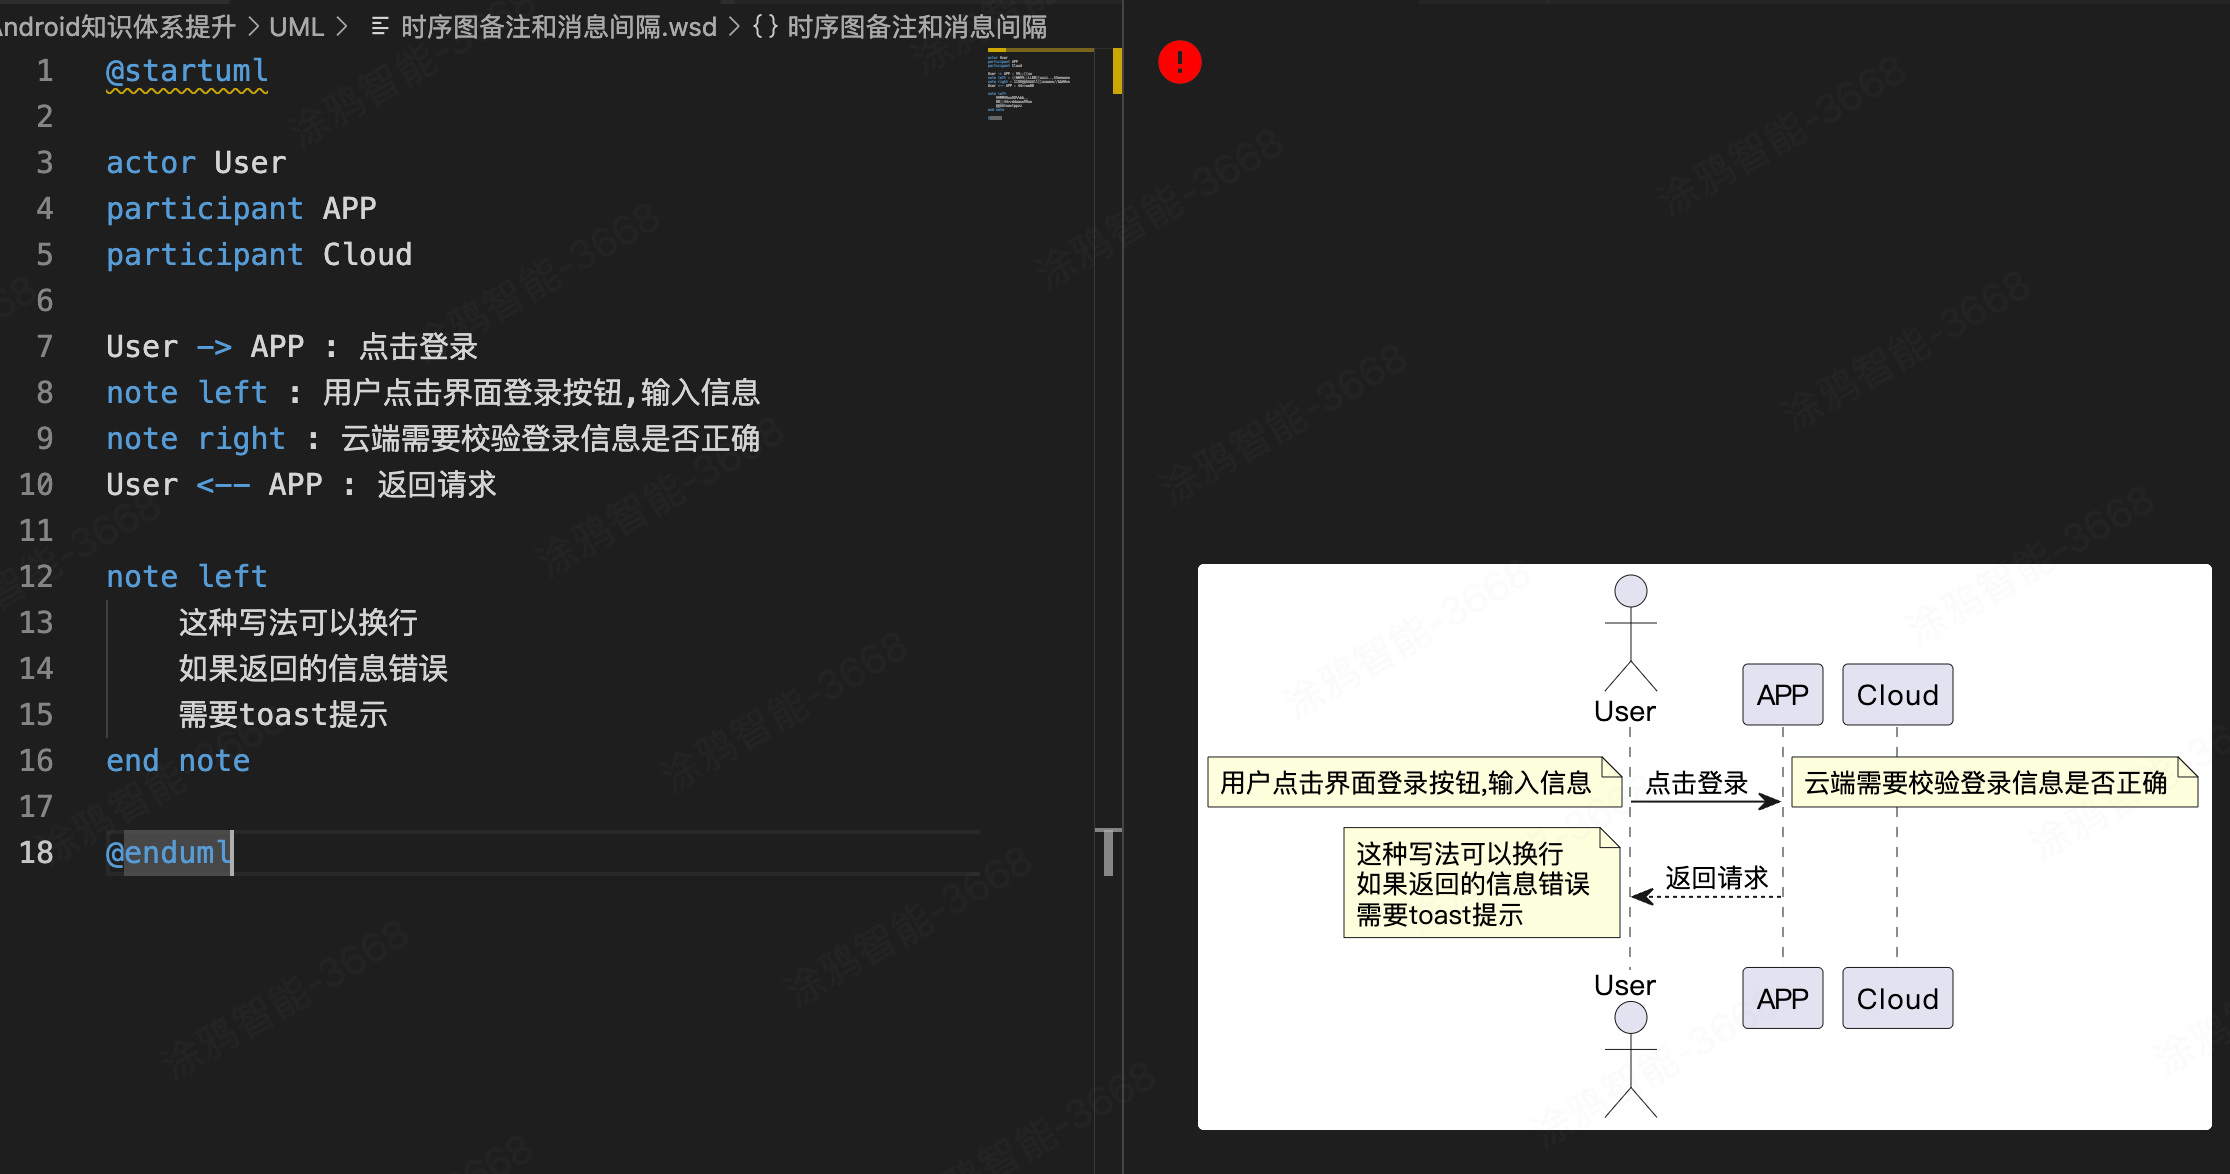 Android知识体系提升 > UML > 时序图备注和消息间隔.wsd > {} 时序图备注和消息间隔
1 @startuml
2
3 actor User
4 participant APP
5 participant Cloud
6
7 User -> APP : 点击登录
8 note left : 用户点击界面登录按钮,输入信息
9 note right : 云端需要校验登录信息是否正确
10 User <-- APP : 返回请求
11
12 note left
13 这种写法可以换行
14 如果返回的信息错误
15 需要toast提示
16 end note
17
18 @enduml
User
APP
Cloud
用户点击界面登录按钮,输入信息
点击登录
云端需要校验登录信息是否正确
这种写法可以换行
如果返回的信息错误
需要toast提示
返回请求
User
APP
Cloud
涂鸦智能-3668